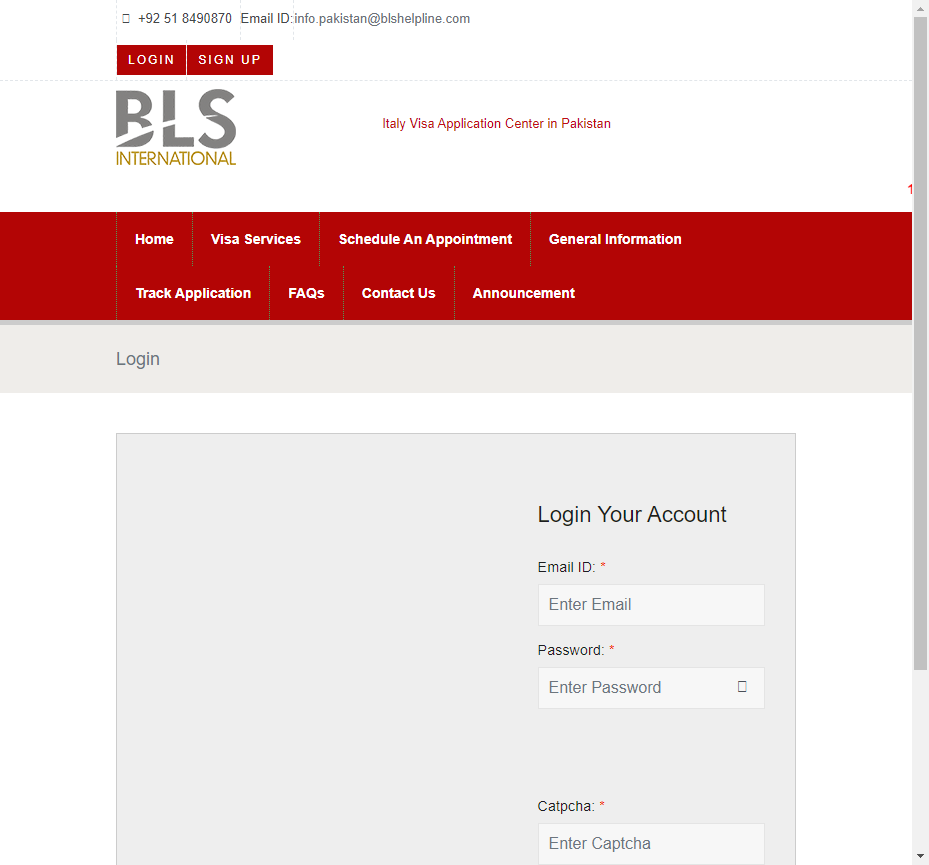 +92 51 8490870 Email ID: info.pakistan@blshelpline.com
LOGIN SIGN UP
BLS
INTERNATIONAL
Italy Visa Application Center in Pakistan
Home Visa Services Schedule An Appointment General Information
Track Application FAQs Contact Us Announcement
Login
Login Your Account
Email ID: *
Enter Email
Password: *
Enter Password
Catpcha: *
Enter Captcha